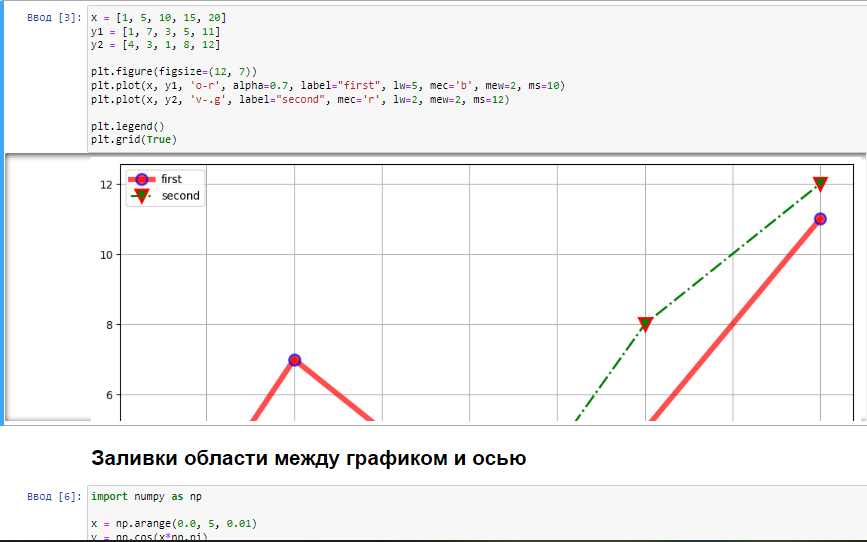 Ввод [3]:
x = [1, 5, 10, 15, 20]
y1 = [1, 7, 3, 5, 11]
y2 = [4, 3, 1, 8, 12]
plt.figure(figsize=(12, 7))
plt.plot(x, y1, 'o-r', alpha=0.7, label="first", lw=5, mec='b', mew=2, ms=10)
plt.plot(x, y2, 'v-.g', label="second", mec='r', lw=2, mew=2, ms=12)
plt.legend()
plt.grid(True)
first
second
12
10
8
6
Заливки области между графиком и осью
Ввод [6]:
import numpy as np
x = np.arange(0.0, 5, 0.01)
y = np.cos(x*np.pi)